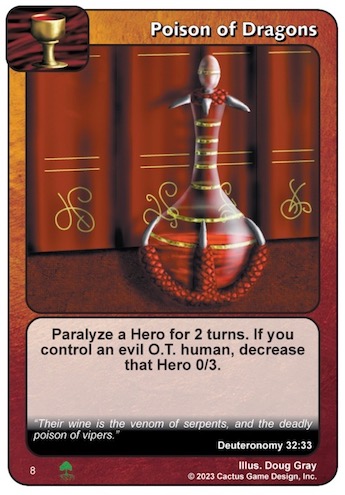 Poison of Dragons
Paralyze a Hero for 2 turns. If you
control an evil O.T. human, decrease
that Hero 0/3.
"Their wine is the venom of serpents, and the deadly
poison of vipers."
Deuteronomy 32:33
Illus. Doug Gray
8
© 2023 Cactus Game Design, Inc.